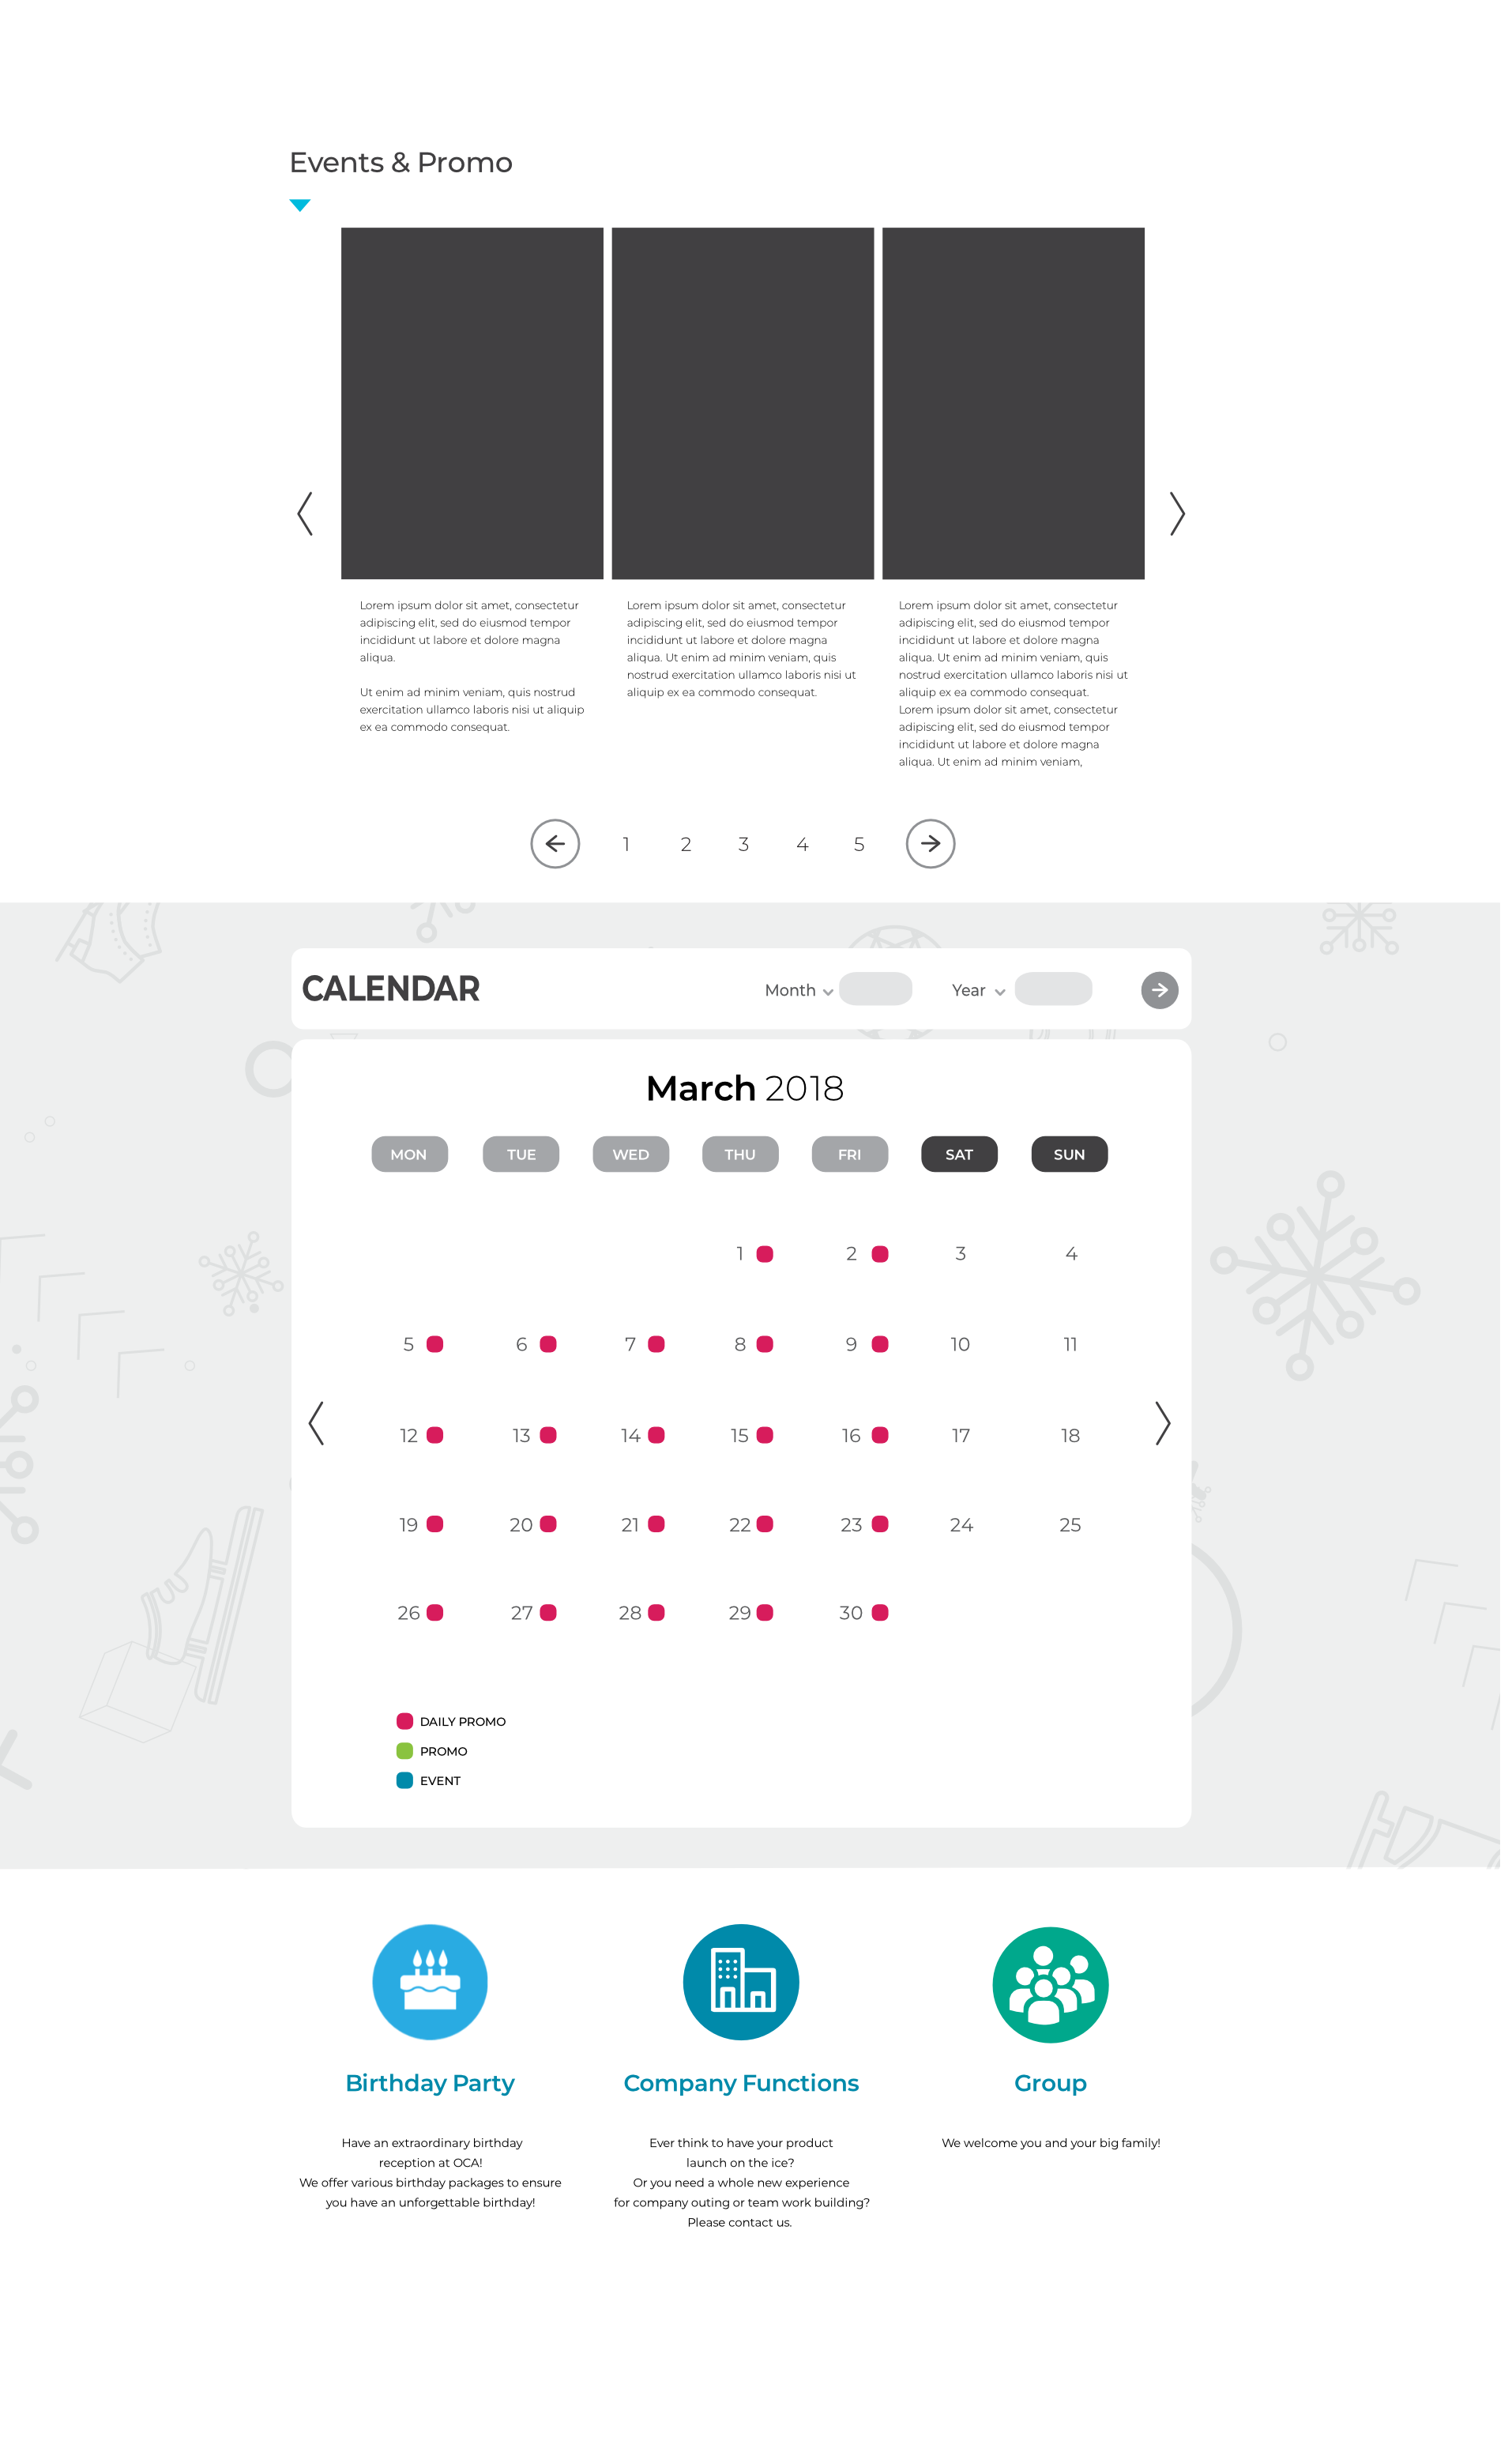 Events & Promo
Lorem ipsum dolor sit amet, consectetur
adipiscing elit, sed do eiusmod tempor
incididunt ut labore et dolore magna
aliqua.
Ut enim ad minim veniam, quis nostrud
exercitation ullamco laboris nisi ut aliquip
ex ea commodo consequat.
Lorem ipsum dolor sit amet, consectetur
adipiscing elit, sed do eiusmod tempor
incididunt ut labore et dolore magna
aliqua. Ut enim ad minim veniam, quis
nostrud exercitation ullamco laboris nisi ut
aliquip ex ea commodo consequat.
Lorem ipsum dolor sit amet, consectetur
adipiscing elit, sed do eiusmod tempor
incididunt ut labore et dolore magna
aliqua. Ut enim ad minim veniam, quis
nostrud exercitation ullamco laboris nisi ut
aliquip ex ea commodo consequat.
Lorem ipsum dolor sit amet, consectetur
adipiscing elit, sed do eiusmod tempor
incididunt ut labore et dolore magna
aliqua. Ut enim ad minim veniam,
1 2 3 4 5
CALENDAR Month Year
March 2018
MON TUE WED THU FRI SAT SUN
1 2 3 4
5 6 7 8 9 10 11
12 13 14 15 16 17 18
19 20 21 22 23 24 25
26 27 28 29 30
DAILY PROMO
PROMO
EVENT
Birthday Party
Have an extraordinary birthday
reception at OCA!
We offer various birthday packages to ensure
you have an unforgettable birthday!
Company Functions
Ever think to have your product
launch on the ice?
Or you need a whole new experience
for company outing or team work building?
Please contact us.
Group
We welcome you and your big family!